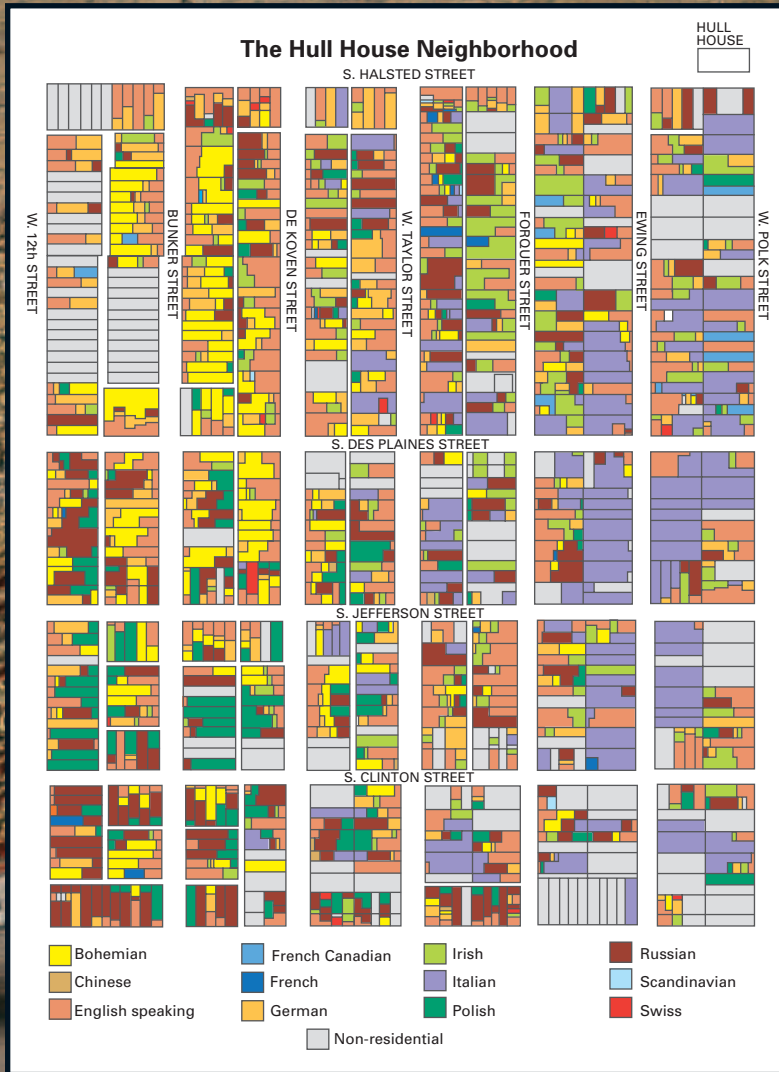 The Hull House Neighborhood
HULL
HOUSE
S. HALSTED STREET
W. 12th STREET
BUNKER STREET
DE KOVEN STREET
W. TAYLOR STREET
FORQUER STREET
EWING STREET
W. POLK STREET
S. DES PLAINES STREET
S. JEFFERSON STREET
S. CLINTON STREET
Bohemian
Chinese
English speaking
French Canadian
French
German
Irish
Italian
Polish
Russian
Scandinavian
Swiss
Non-residential